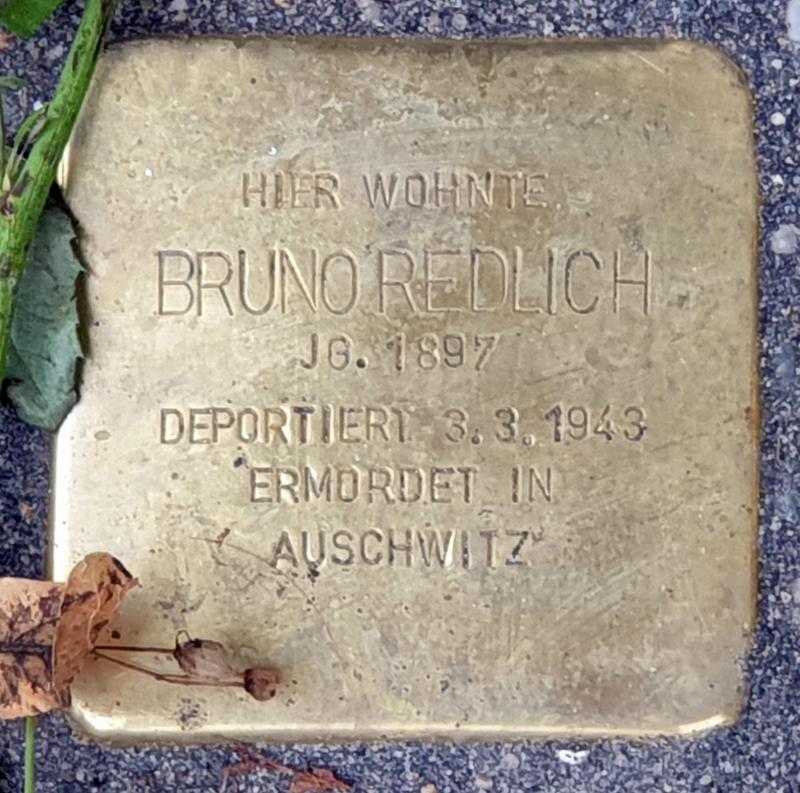 HIER WOHNTE
BRUNO REDLICH
JG. 1897
DEPORTIERT 3.3.1943
ERMORDET IN
AUSCHWITZ